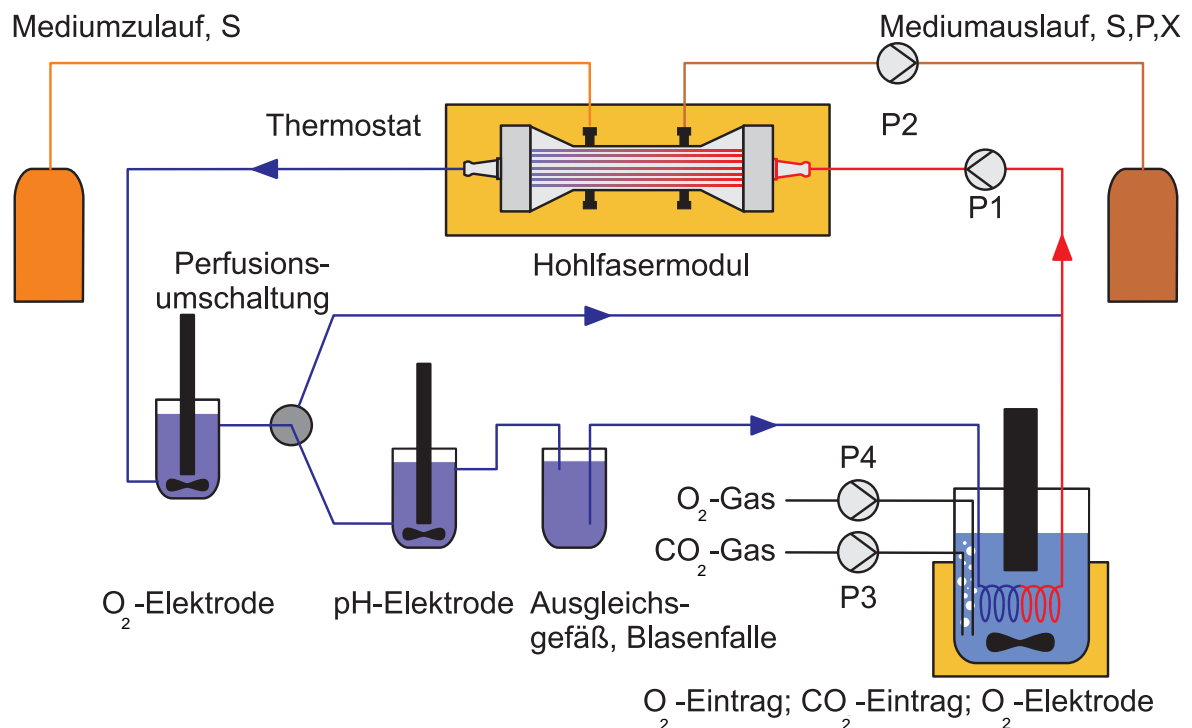 Mediumzulauf, S
Mediumauslauf, S,P,X
Thermostat
P2
P1
Hohlfasermodul
Perfusions-
umschaltung
P4
O₂-Gas
CO₂-Gas
P3
O₂-Elektrode
pH-Elektrode
Ausgleichs-
gefäß, Blasenfalle
O₂-Eintrag; CO₂-Eintrag; O₂-Elektrode